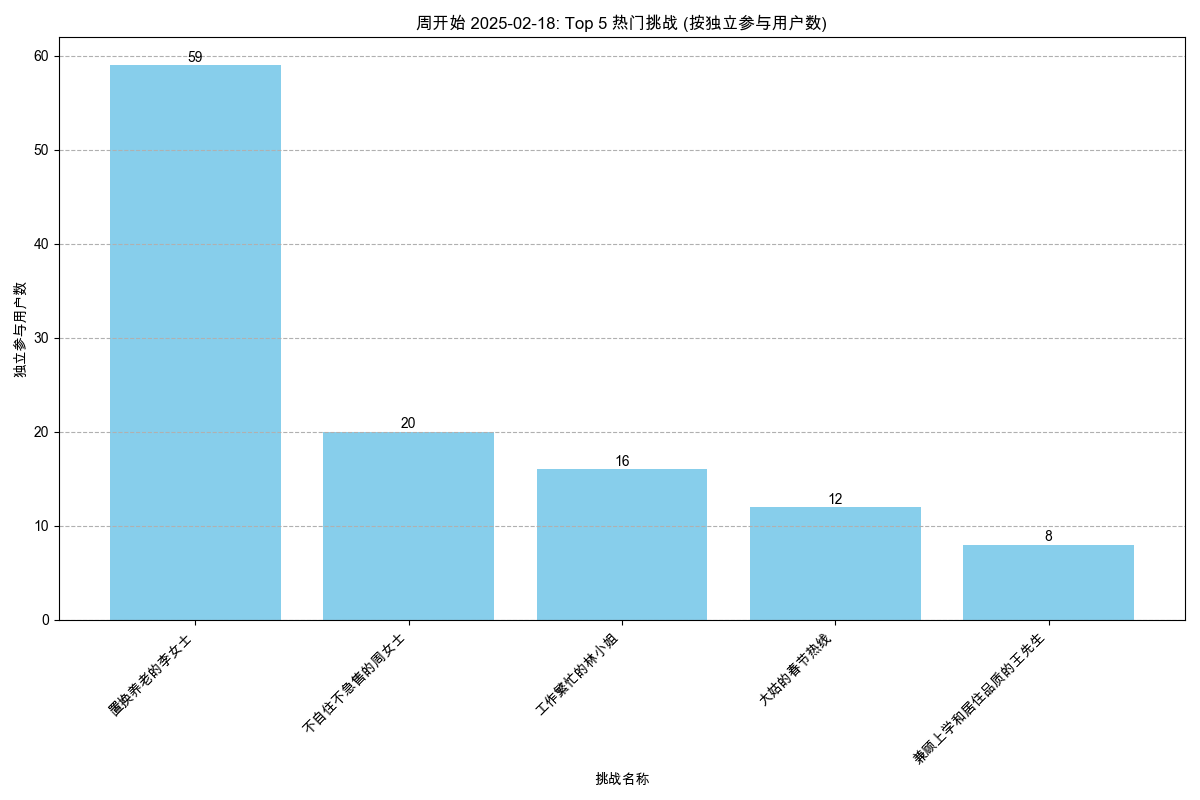 周开始 2025-02-18: Top 5 热门挑战 (按独立参与用户数)
独立参与用户数
60
50
40
30
20
10
0
59
20
16
12
8
置换养老的李女士
不自住不急售的周女士
工作繁忙的林小姐
大姑的春节热线
兼顾上学和居住品质的王先生
挑战名称